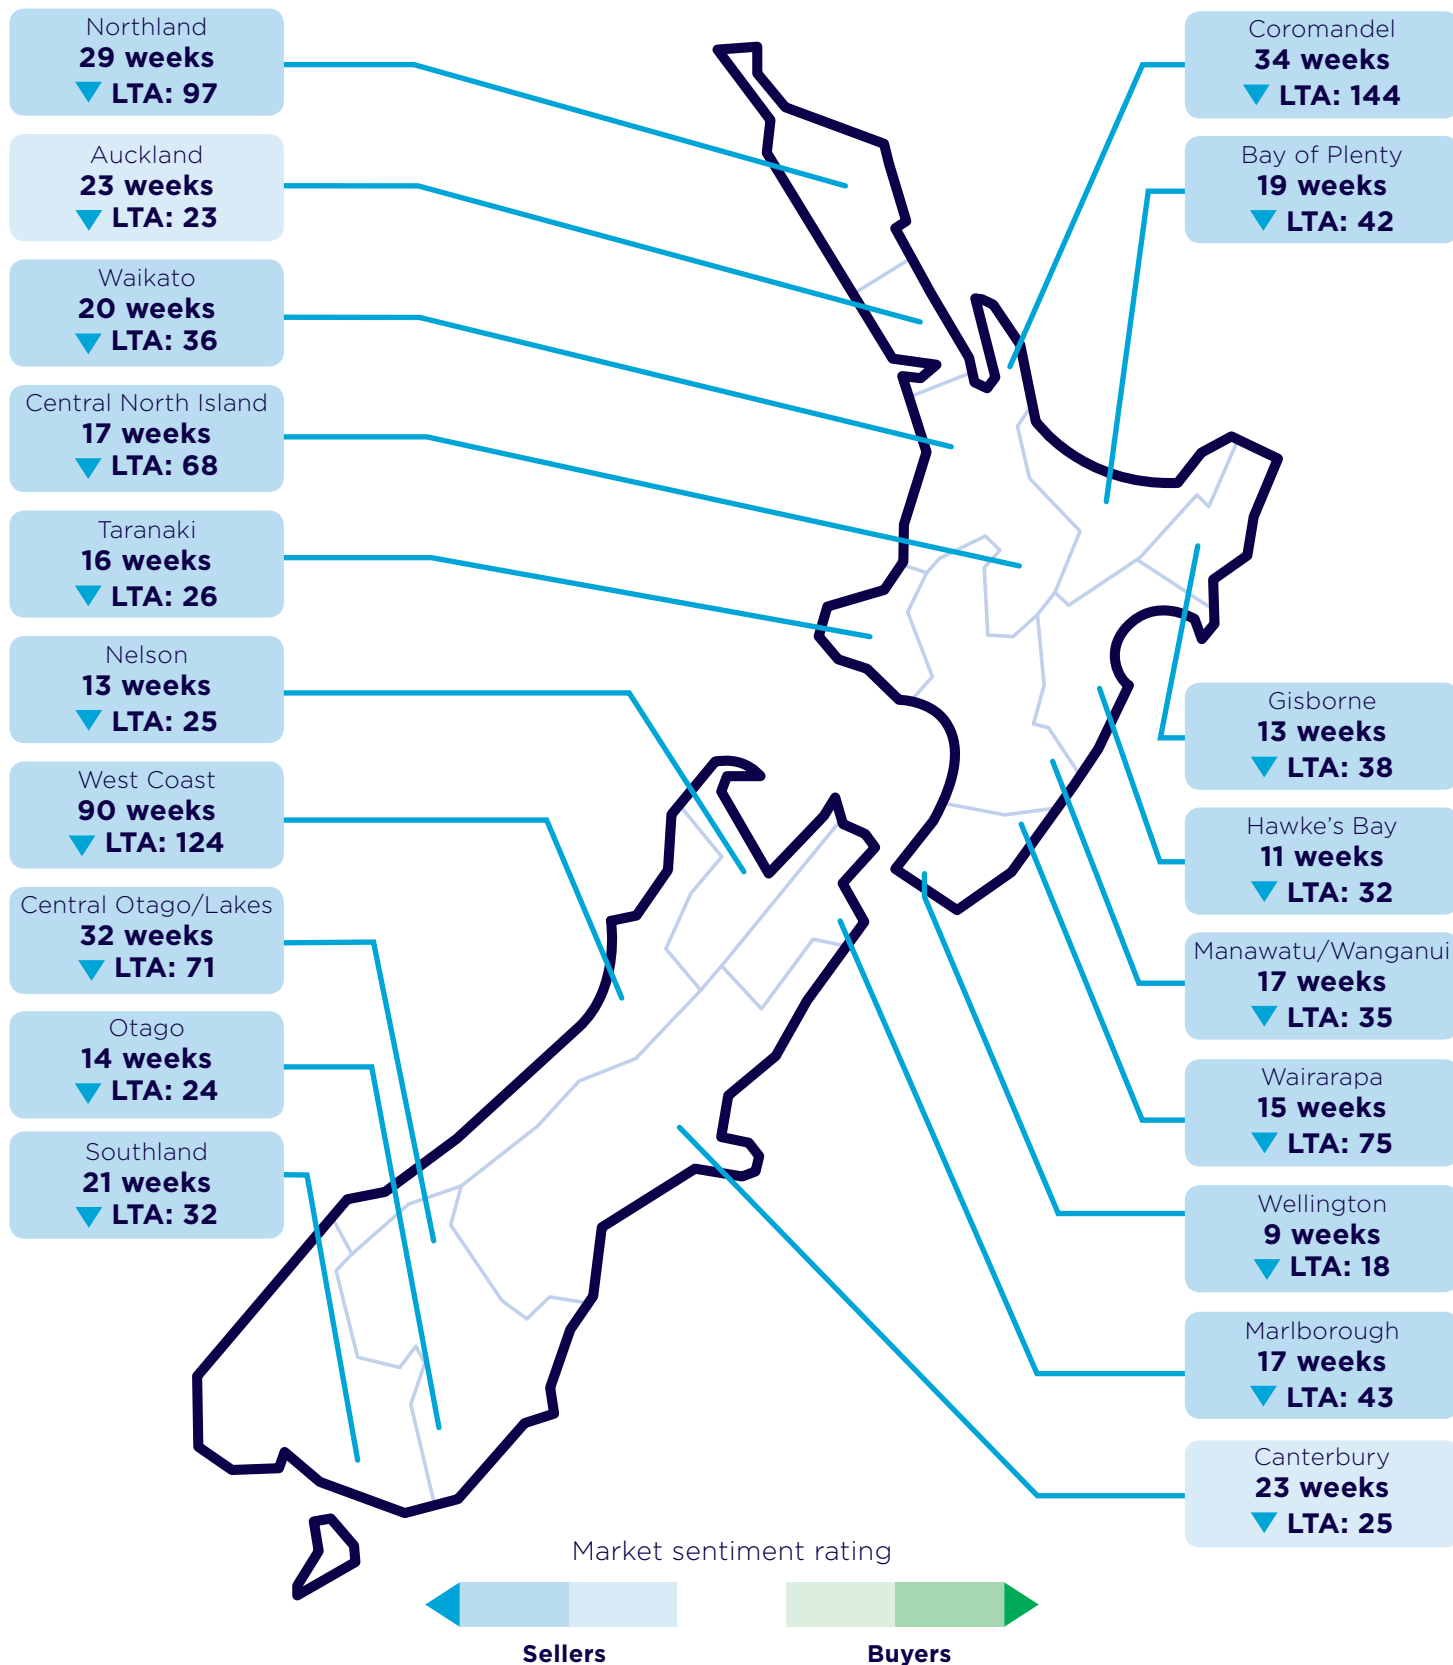 Northland
29 weeks
LTA: 97
Auckland
23 weeks
LTA: 23
Waikato
20 weeks
LTA: 36
Central North Island
17 weeks
LTA: 68
Taranaki
16 weeks
LTA: 26
Nelson
13 weeks
LTA: 25
West Coast
90 weeks
LTA: 124
Central Otago/Lakes
32 weeks
LTA: 71
Otago
14 weeks
LTA: 24
Southland
21 weeks
LTA: 32
Coromandel
34 weeks
LTA: 144
Bay of Plenty
19 weeks
LTA: 42
Gisborne
13 weeks
LTA: 38
Hawke’s Bay
11 weeks
LTA: 32
Manawatu/Wanganui
17 weeks
LTA: 35
Wairarapa
15 weeks
LTA: 75
Wellington
9 weeks
LTA: 18
Marlborough
17 weeks
LTA: 43
Canterbury
23 weeks
LTA: 25
Market sentiment rating
Sellers
Buyers